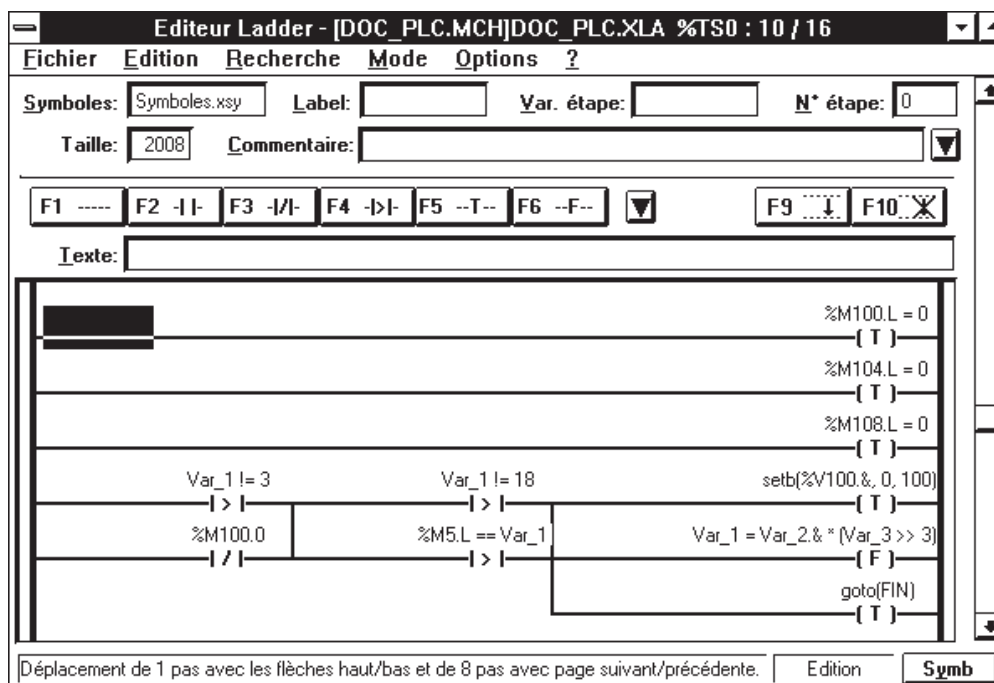 Editeur Ladder - [DOC_PLC.MCH]DOC_PLC.XLA %TS0 : 10 / 16
Fichier Edition Recherche Mode Options ?
Symboles: Symboles.xsy Label: Var. étape: N° étape: 0
Taille: 2008 Commentaire:
F1 ----- F2 -| |- F3 -|/|- F4 -|>|- F5 --T-- F6 --F-- F9 F10
Texte:
%M100.L = 0
( T )
%M104.L = 0
( T )
%M108.L = 0
( T )
Var_1 != 3 Var_1 != 18 setb(%V100.&, 0, 100)
| > | | > | ( T )
%M100.0 %M5.L == Var_1 Var_1 = Var_2.& * (Var_3 >> 3)
| / | | > | ( F )
goto(FIN)
( T )
Déplacement de 1 pas avec les flèches haut/bas et de 8 pas avec page suivant/précédente. Edition Symb